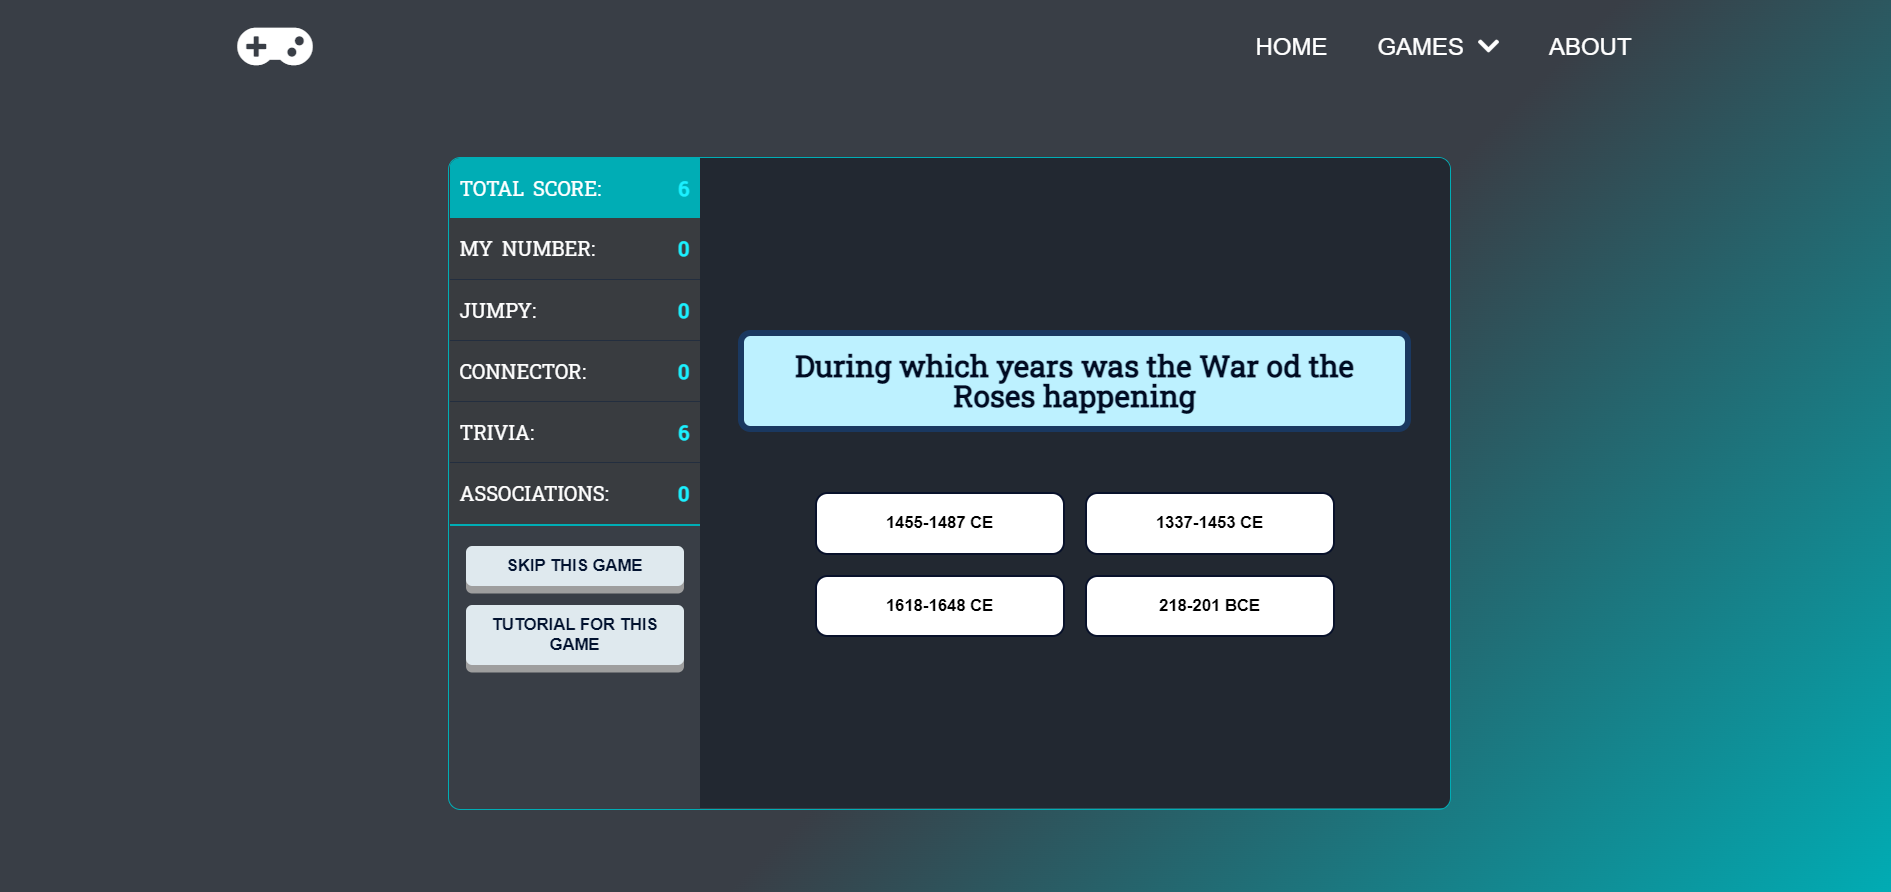 HOME
GAMES
ABOUT
TOTAL SCORE: 6
MY NUMBER: 0
JUMPY: 0
CONNECTOR: 0
TRIVIA: 6
ASSOCIATIONS: 0
SKIP THIS GAME
TUTORIAL FOR THIS
GAME
During which years was the War od the
Roses happening
1455-1487 CE
1337-1453 CE
1618-1648 CE
218-201 BCE